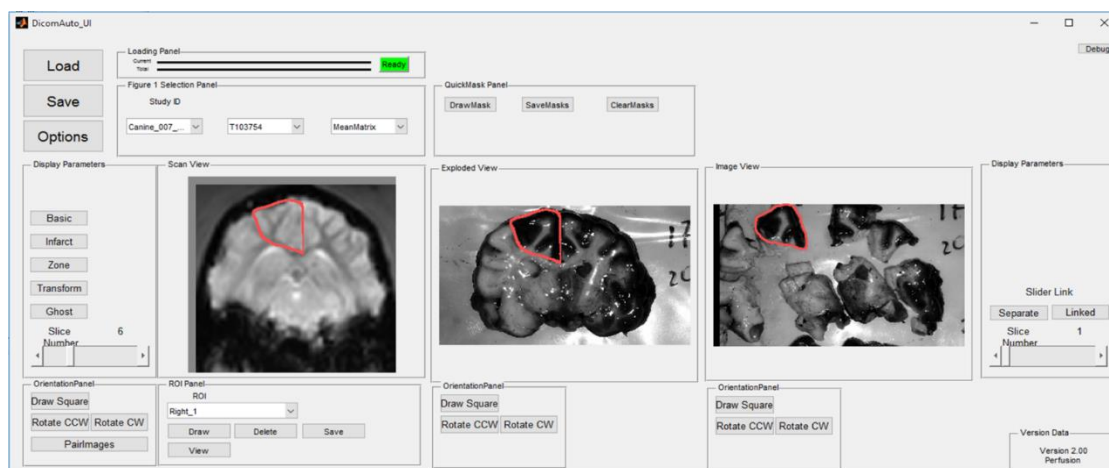 DicomAuto_UI
Debug
Load
Save
Options
Loading Panel
Current
Total
Ready
Figure 1 Selection Panel
Study ID
Canine_007_...
T103754
MeanMatrix
QuickMask Panel
DrawMask
SaveMasks
ClearMasks
Display Parameters
Basic
Infarct
Zone
Transform
Ghost
Slice
Number
6
Scan View
Exploded View
17
20
Image View
17
20
Display Parameters
Slider Link
Separate
Linked
Slice
Number
1
OrientationPanel
Draw Square
Rotate CCW
Rotate CW
PairImages
ROI Panel
ROI
Right_1
Draw
Delete
Save
View
OrientationPanel
Draw Square
Rotate CCW
Rotate CW
OrientationPanel
Draw Square
Rotate CCW
Rotate CW
Version Data
Version 2.00
Perfusion